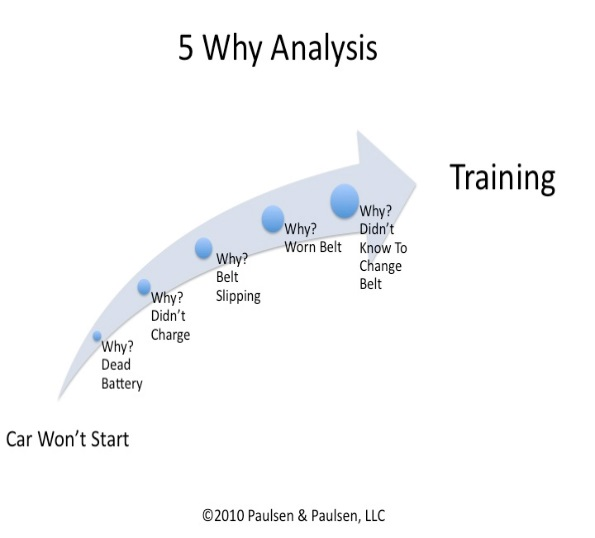 5 Why Analysis
Training
Why?
Didn't
Know To
Change
Belt
Why?
Worn Belt
Why?
Belt
Slipping
Why?
Didn't
Charge
Why?
Dead
Battery
Car Won't Start
©2010 Paulsen & Paulsen, LLC